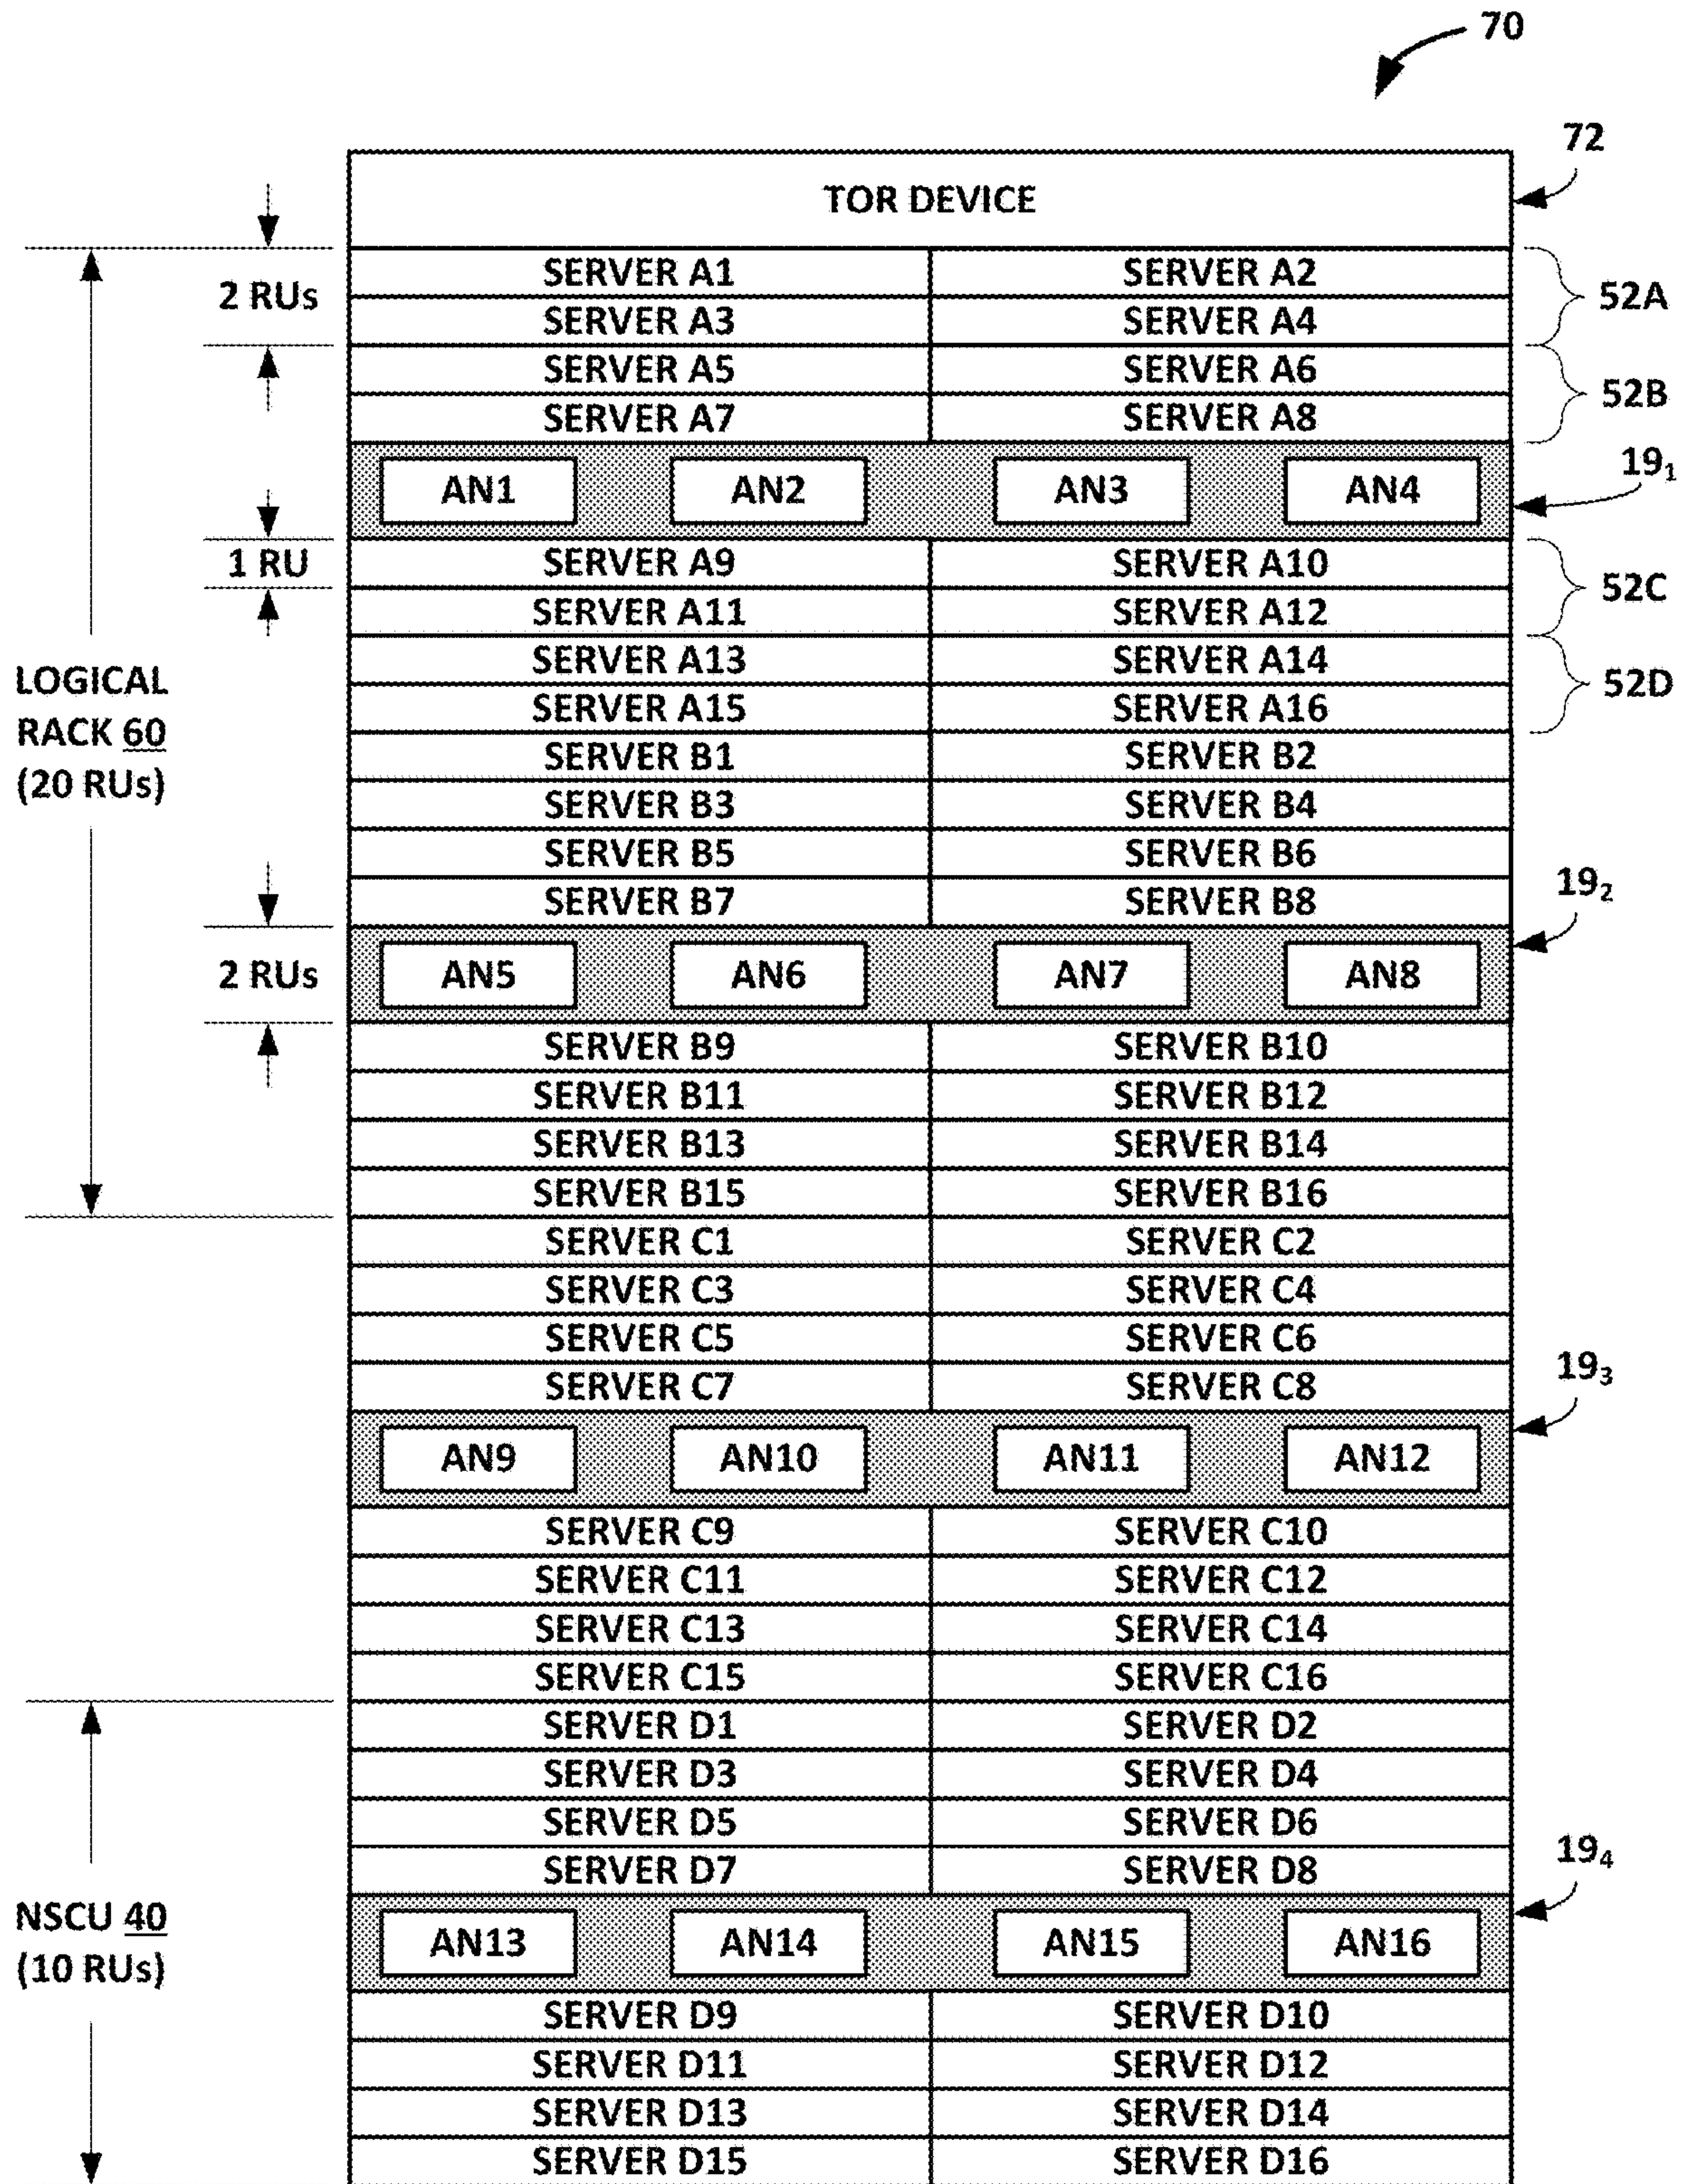 70
72
TOR DEVICE
2 RUs
SERVER A1 SERVER A2
SERVER A3 SERVER A4
52A
SERVER A5 SERVER A6
SERVER A7 SERVER A8
52B
AN1 AN2 AN3 AN4
19₁
1 RU
SERVER A9 SERVER A10
SERVER A11 SERVER A12
52C
SERVER A13 SERVER A14
SERVER A15 SERVER A16
52D
LOGICAL
RACK 60
(20 RUs)
SERVER B1 SERVER B2
SERVER B3 SERVER B4
SERVER B5 SERVER B6
SERVER B7 SERVER B8
19₂
2 RUs
AN5 AN6 AN7 AN8
SERVER B9 SERVER B10
SERVER B11 SERVER B12
SERVER B13 SERVER B14
SERVER B15 SERVER B16
SERVER C1 SERVER C2
SERVER C3 SERVER C4
SERVER C5 SERVER C6
SERVER C7 SERVER C8
19₃
AN9 AN10 AN11 AN12
SERVER C9 SERVER C10
SERVER C11 SERVER C12
SERVER C13 SERVER C14
SERVER C15 SERVER C16
SERVER D1 SERVER D2
SERVER D3 SERVER D4
SERVER D5 SERVER D6
SERVER D7 SERVER D8
19₄
NSCU 40
(10 RUs)
AN13 AN14 AN15 AN16
SERVER D9 SERVER D10
SERVER D11 SERVER D12
SERVER D13 SERVER D14
SERVER D15 SERVER D16